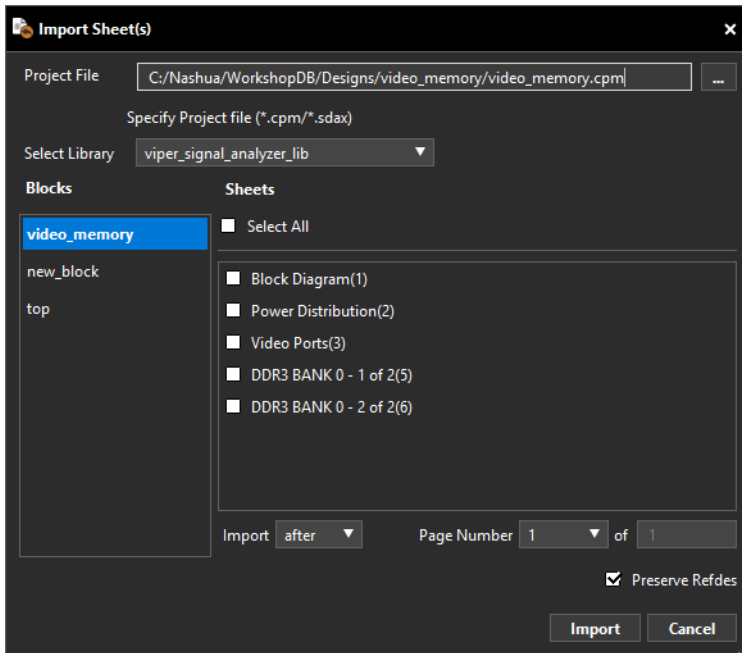 Import Sheet(s)
Project File C:/Nashua/WorkshopDB/Designs/video_memory/video_memory.cpm ...
Specify Project file (*.cpm/*.sdax)
Select Library viper_signal_analyzer_lib
Blocks Sheets
video_memory
new_block
top
Select All
Block Diagram(1)
Power Distribution(2)
Video Ports(3)
DDR3 BANK 0 - 1 of 2(5)
DDR3 BANK 0 - 2 of 2(6)
Import after Page Number 1 of 1
Preserve Refdes
Import Cancel